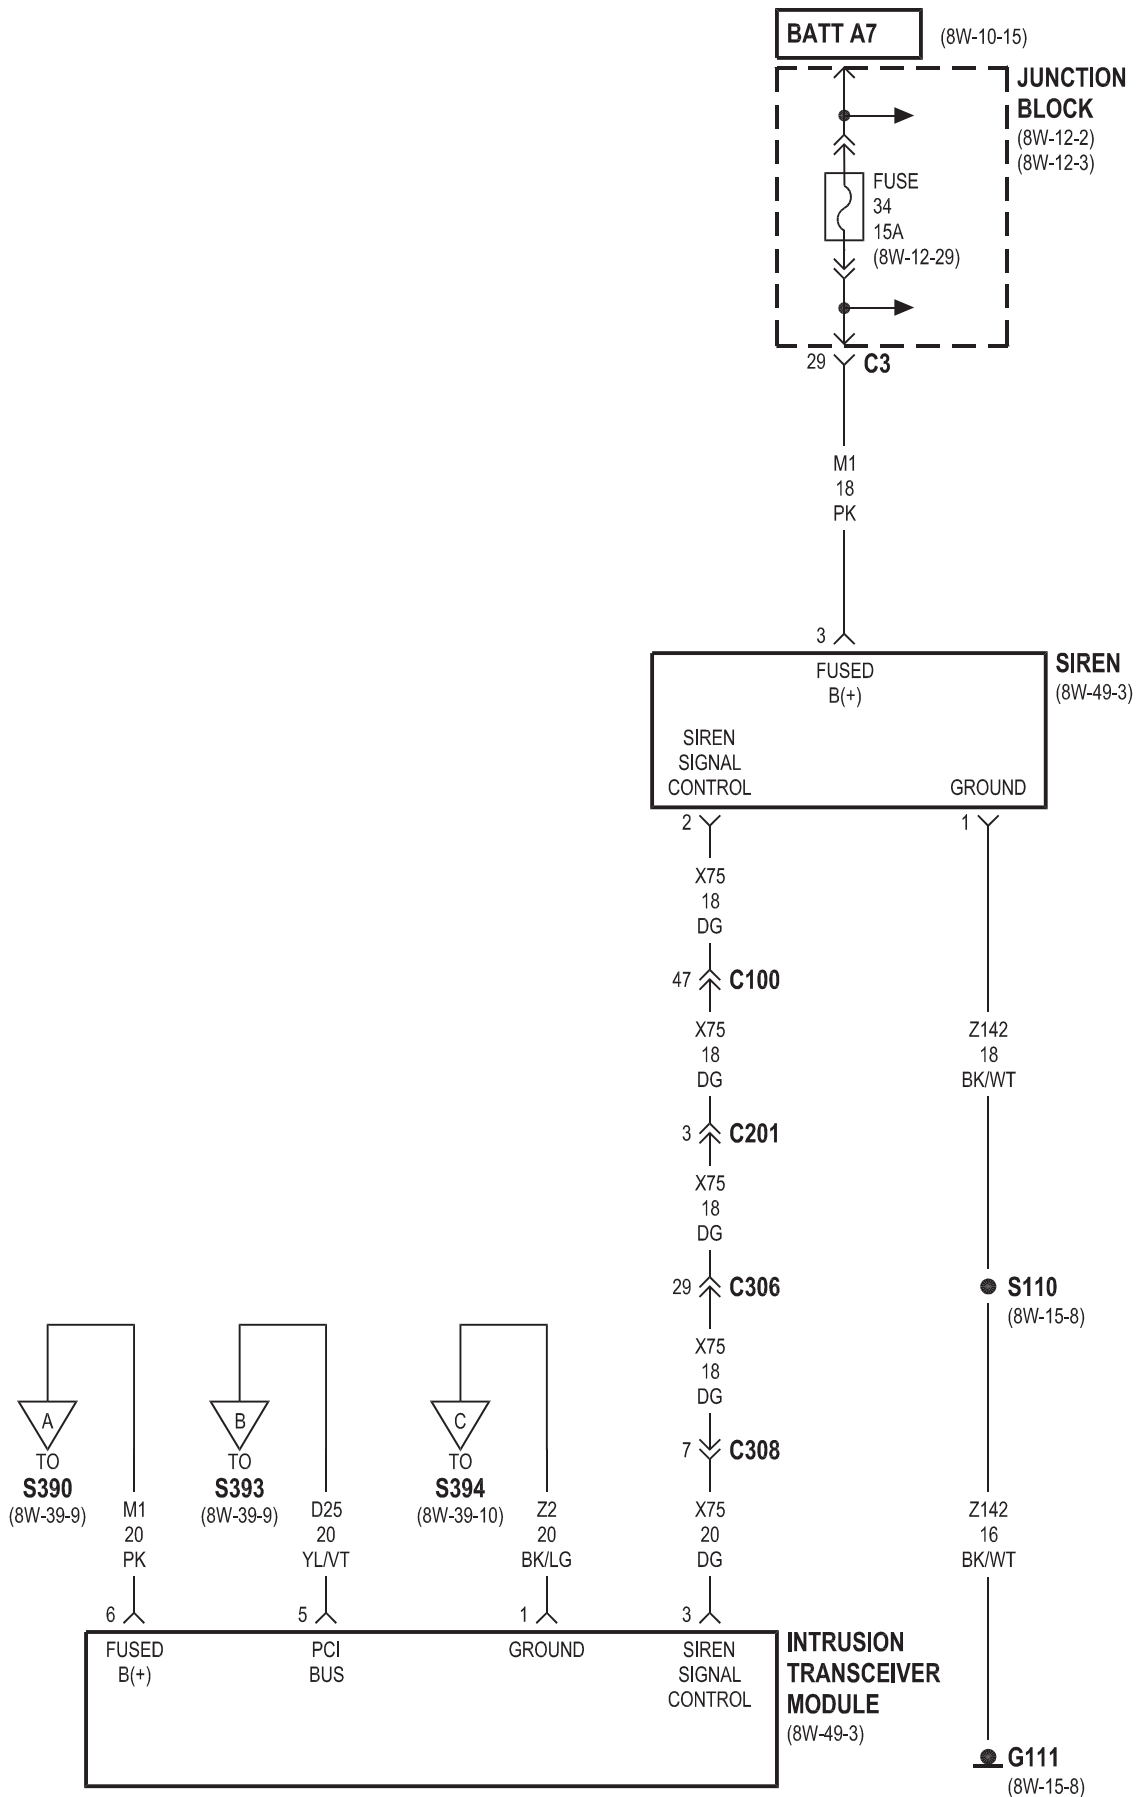 BATT A7 (8W-10-15)
JUNCTION
BLOCK
(8W-12-2)
(8W-12-3)
FUSE
34
15A
(8W-12-29)
29 C3
M1
18
PK
3
SIREN
(8W-49-3)
FUSED
B(+)
SIREN
SIGNAL
CONTROL
GROUND
2
1
X75
18
DG
47 C100
X75
18
DG
Z142
18
BK/WT
3 C201
X75
18
DG
29 C306
S110
(8W-15-8)
X75
18
DG
7 C308
A
TO
S390
(8W-39-9)
M1
20
PK
B
TO
S393
(8W-39-9)
D25
20
YL/VT
C
TO
S394
(8W-39-10)
Z2
20
BK/LG
X75
20
DG
Z142
16
BK/WT
6
5
1
3
FUSED
B(+)
PCI
BUS
GROUND
SIREN
SIGNAL
CONTROL
INTRUSION
TRANSCEIVER
MODULE
(8W-49-3)
G111
(8W-15-8)